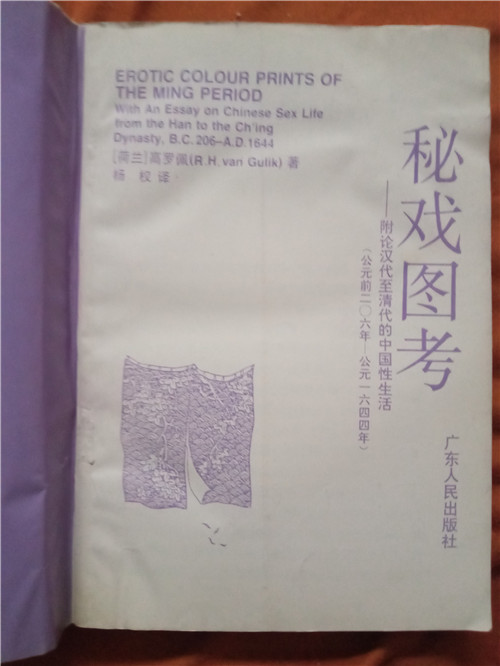 EROTIC COLOUR PRINTS OF
THE MING PERIOD
With An Essay on Chinese Sex Life
from the Han to the Ch'ing
Dynasty, B.C. 206–A.D. 1644
[荷兰]高罗佩(R.H. van Gulik)著
杨 权 译
秘戏图考
——附论汉代至清代的中国性生活
(公元前二〇六年—公元一六四四年)
广东人民出版社